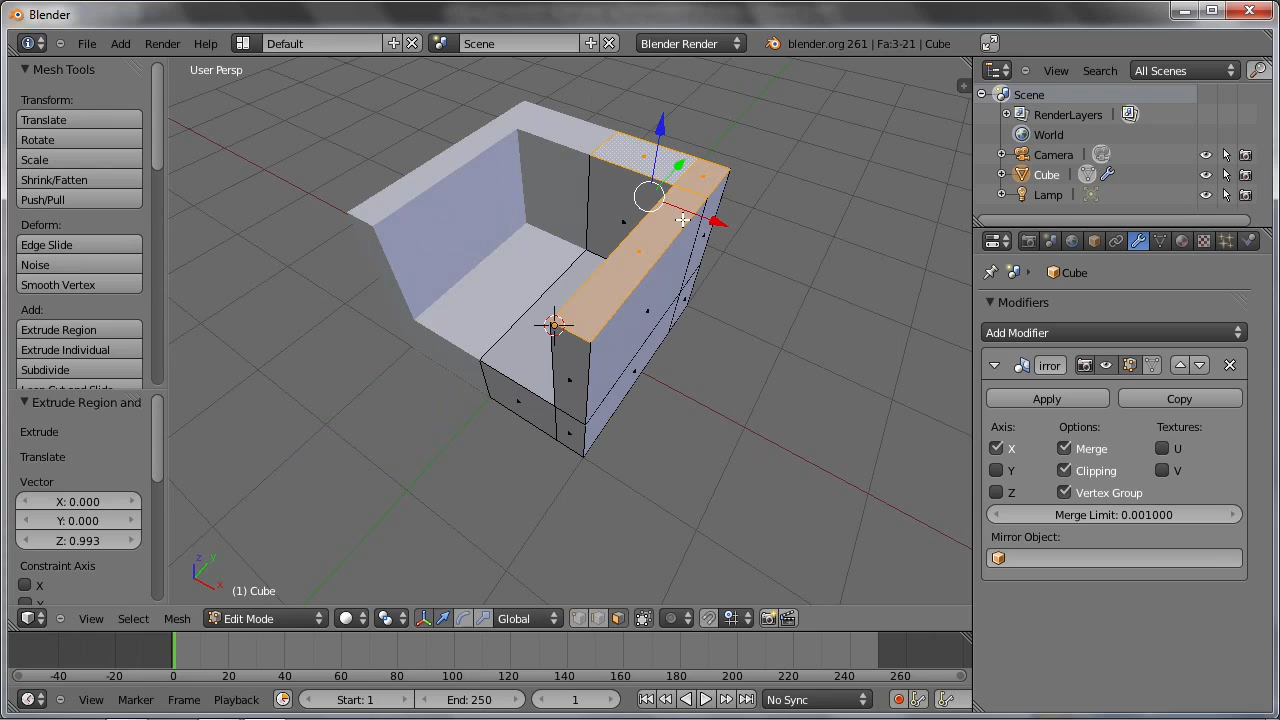 Blender
File Add Render Help Default Scene Blender Render blender.org 261 | Fa:3-21 | Cube
Mesh Tools
Transform:
Translate
Rotate
Scale
Shrink/Fatten
Push/Pull
Deform:
Edge Slide
Noise
Smooth Vertex
Add:
Extrude Region
Extrude Individual
Subdivide
Loop Cut and Slide
Extrude Region and
Extrude
Translate
Vector
X: 0.000
Y: 0.000
Z: 0.993
Constraint Axis
X
User Persp
z
y
x
(1) Cube
View Select Mesh Edit Mode Global
-40 -20 0 20 40 60 80 100 120 140 160 180 200 220 240 260
View Marker Frame Playback Start: 1 End: 250 1 No Sync
View Search All Scenes
Scene
RenderLayers
World
Camera
Cube
Lamp
Cube
Modifiers
Add Modifier
irror
Apply Copy
Axis: Options: Textures:
X Merge U
Y Clipping V
Z Vertex Group
Merge Limit: 0.001000
Mirror Object: